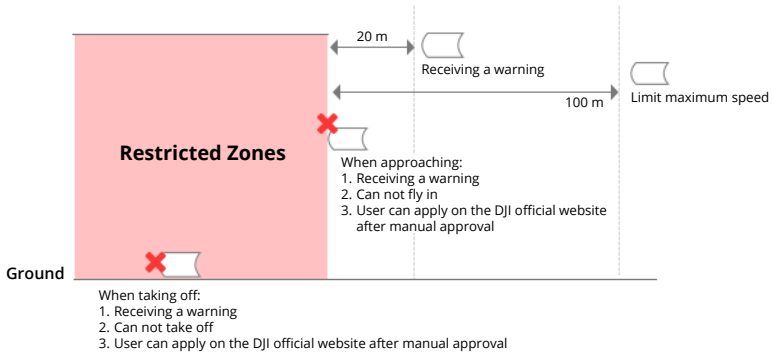 20 m
Receiving a warning
100 m
Limit maximum speed
Restricted Zones
When approaching:
1. Receiving a warning
2. Can not fly in
3. User can apply on the DJI official website
after manual approval
Ground
When taking off:
1. Receiving a warning
2. Can not take off
3. User can apply on the DJI official website after manual approval